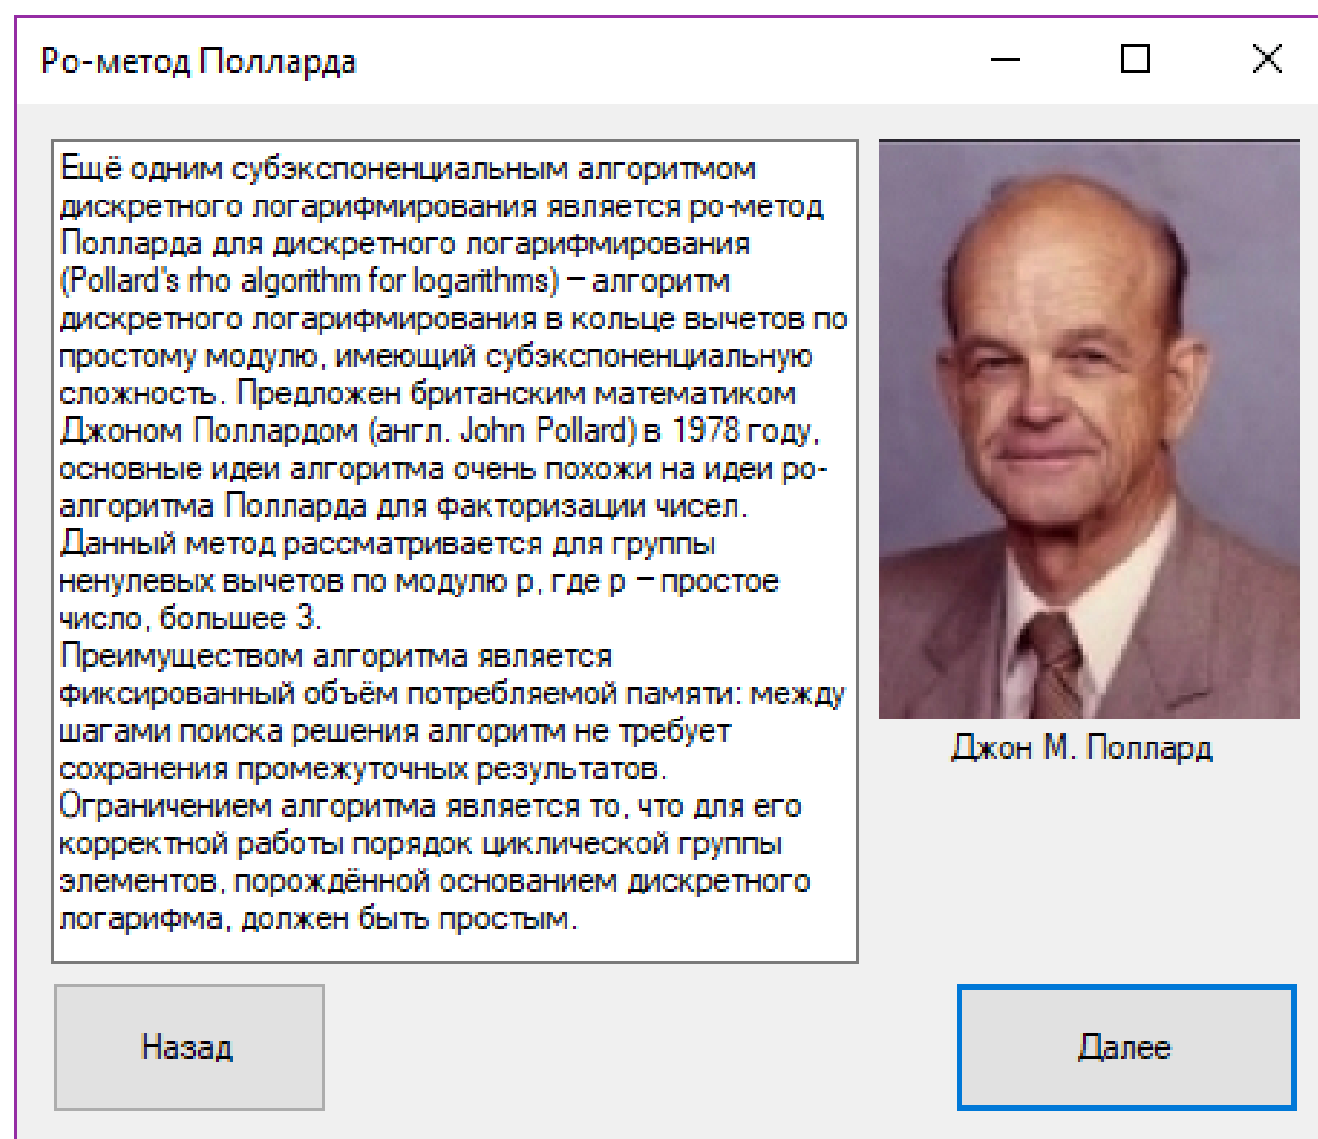 Ро-метод Полларда
Ещё одним субэкспоненциальным алгоритмом
дискретного логарифмирования является ро-метод
Полларда для дискретного логарифмирования
(Pollard's rho algorithm for logarithms) – алгоритм
дискретного логарифмирования в кольце вычетов по
простому модулю, имеющий субэкспоненциальную
сложность. Предложен британским математиком
Джоном Поллардом (англ. John Pollard) в 1978 году,
основные идеи алгоритма очень похожи на идеи ро-
алгоритма Полларда для факторизации чисел.
Данный метод рассматривается для группы
ненулевых вычетов по модулю p, где p – простое
число, большее 3.
Преимуществом алгоритма является
фиксированный объём потребляемой памяти: между
шагами поиска решения алгоритм не требует
сохранения промежуточных результатов.
Ограничением алгоритма является то, что для его
корректной работы порядок циклической группы
элементов, порождённой основанием дискретного
логарифма, должен быть простым.
Джон М. Поллард
Назад
Далее